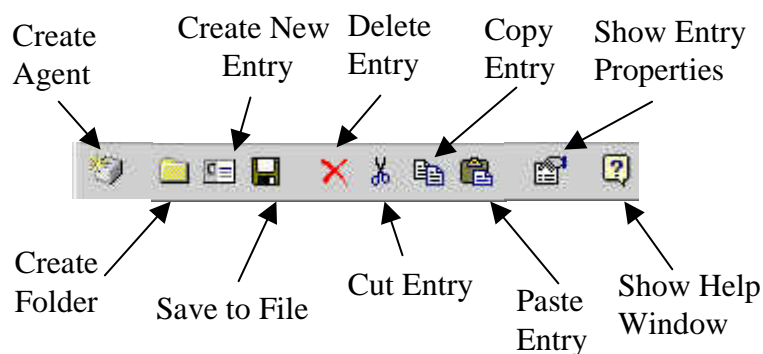 Create
Agent
Create New
Entry
Delete
Entry
Copy
Entry
Show Entry
Properties
Create
Folder
Save to File
Cut Entry
Paste
Entry
Show Help
Window